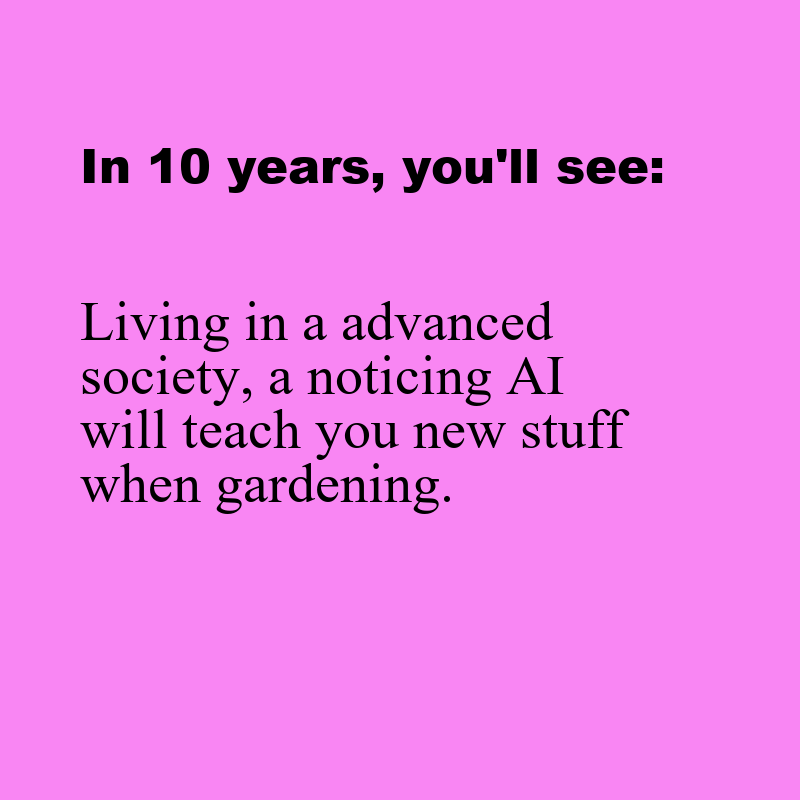 In 10 years, you'll see:
Living in a advanced
society, a noticing AI
will teach you new stuff
when gardening.